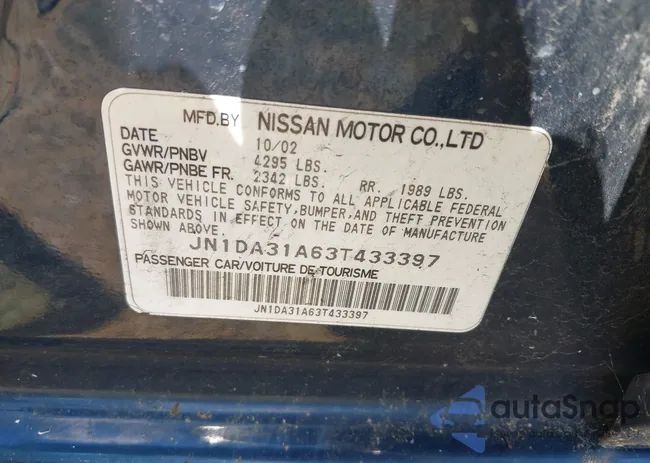 MFD.BY NISSAN MOTOR CO.,LTD
DATE 10/02
GVWR/PNBV 4295 LBS.
GAWR/PNBE FR. 2342 LBS. RR. 1989 LBS.
THIS VEHICLE CONFORMS TO ALL APPLICABLE FEDERAL
MOTOR VEHICLE SAFETY, BUMPER, AND THEFT PREVENTION
STANDARDS IN EFFECT ON THE DATE OF MANUFACTURE
SHOWN ABOVE.
JN1DA31A63T433397
PASSENGER CAR/VOITURE DE TOURISME
JN1DA31A63T433397
autoSnap